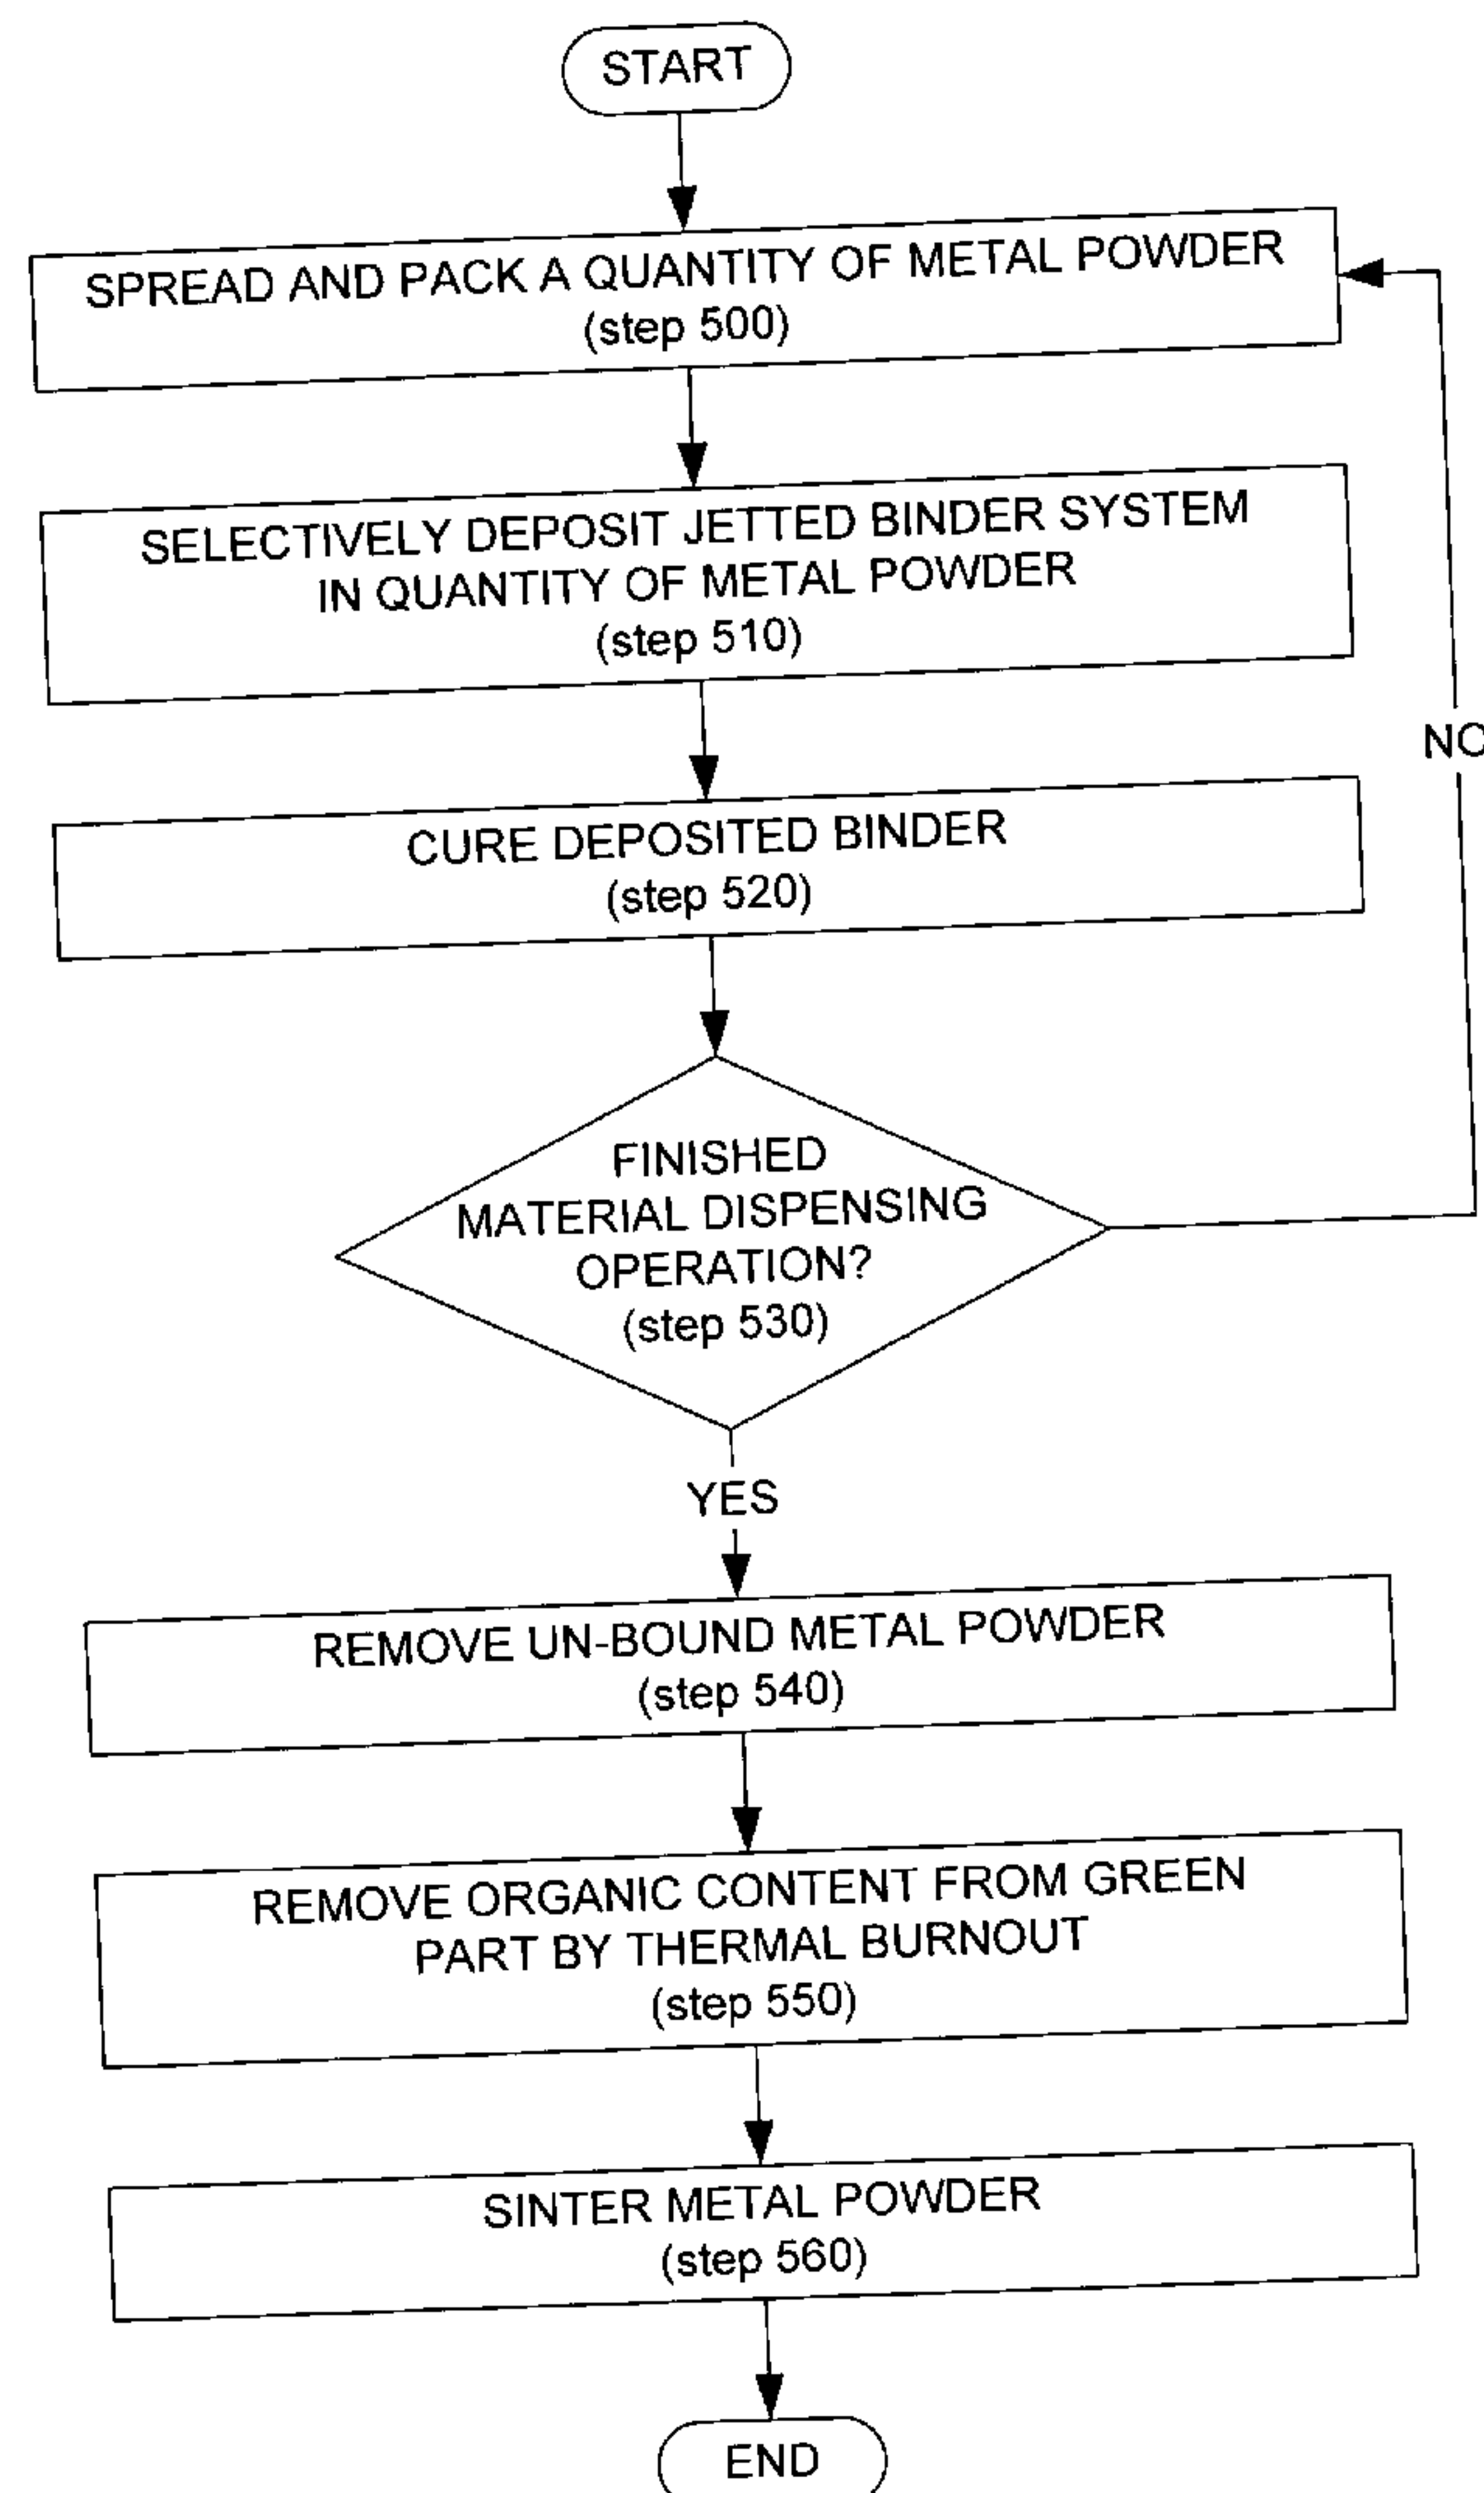 START
SPREAD AND PACK A QUANTITY OF METAL POWDER
(step 500)
SELECTIVELY DEPOSIT JETTED BINDER SYSTEM
IN QUANTITY OF METAL POWDER
(step 510)
NO
CURE DEPOSITED BINDER
(step 520)
FINISHED
MATERIAL DISPENSING
OPERATION?
(step 530)
YES
REMOVE UN-BOUND METAL POWDER
(step 540)
REMOVE ORGANIC CONTENT FROM GREEN
PART BY THERMAL BURNOUT
(step 550)
SINTER METAL POWDER
(step 560)
END